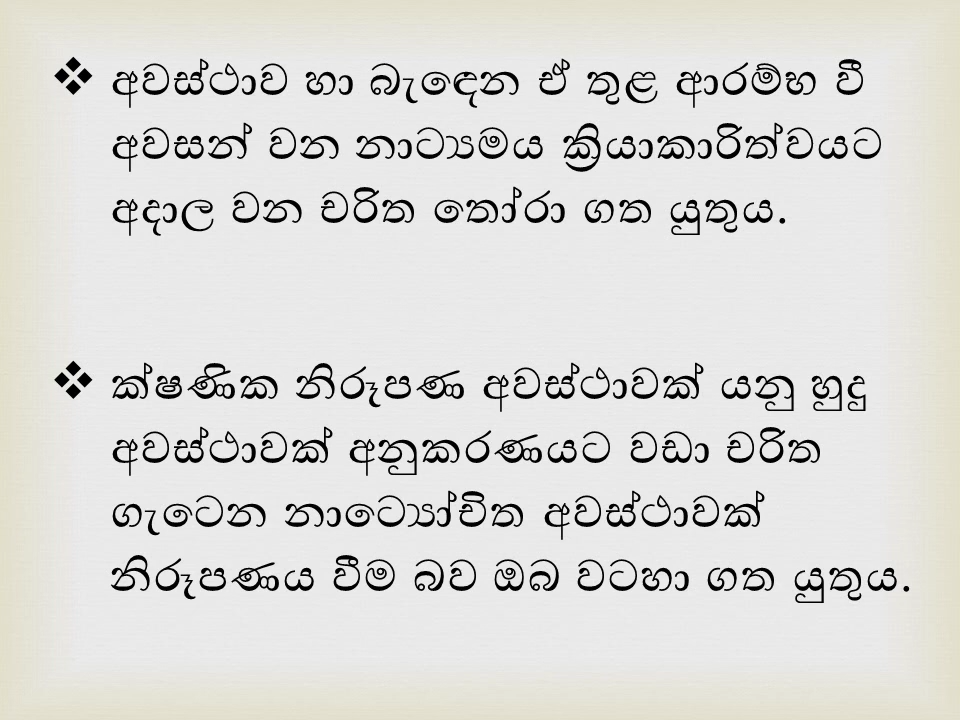 ❖ අවස්ථාව හා බැඳෙන ඒ තුළ ආරම්භ වී
අවසන් වන නාට්‍යමය ක්‍රියාකාරිත්වයට
අදාල වන චරිත තෝරා ගත යුතුය.
❖ ක්ෂණික නිරූපණ අවස්ථාවක් යනු හුදු
අවස්ථාවක් අනුකරණයට වඩා චරිත
ගැටෙන නාට්‍යෝචිත අවස්ථාවක්
නිරූපණය වීම බව ඔබ වටහා ගත යුතුය.